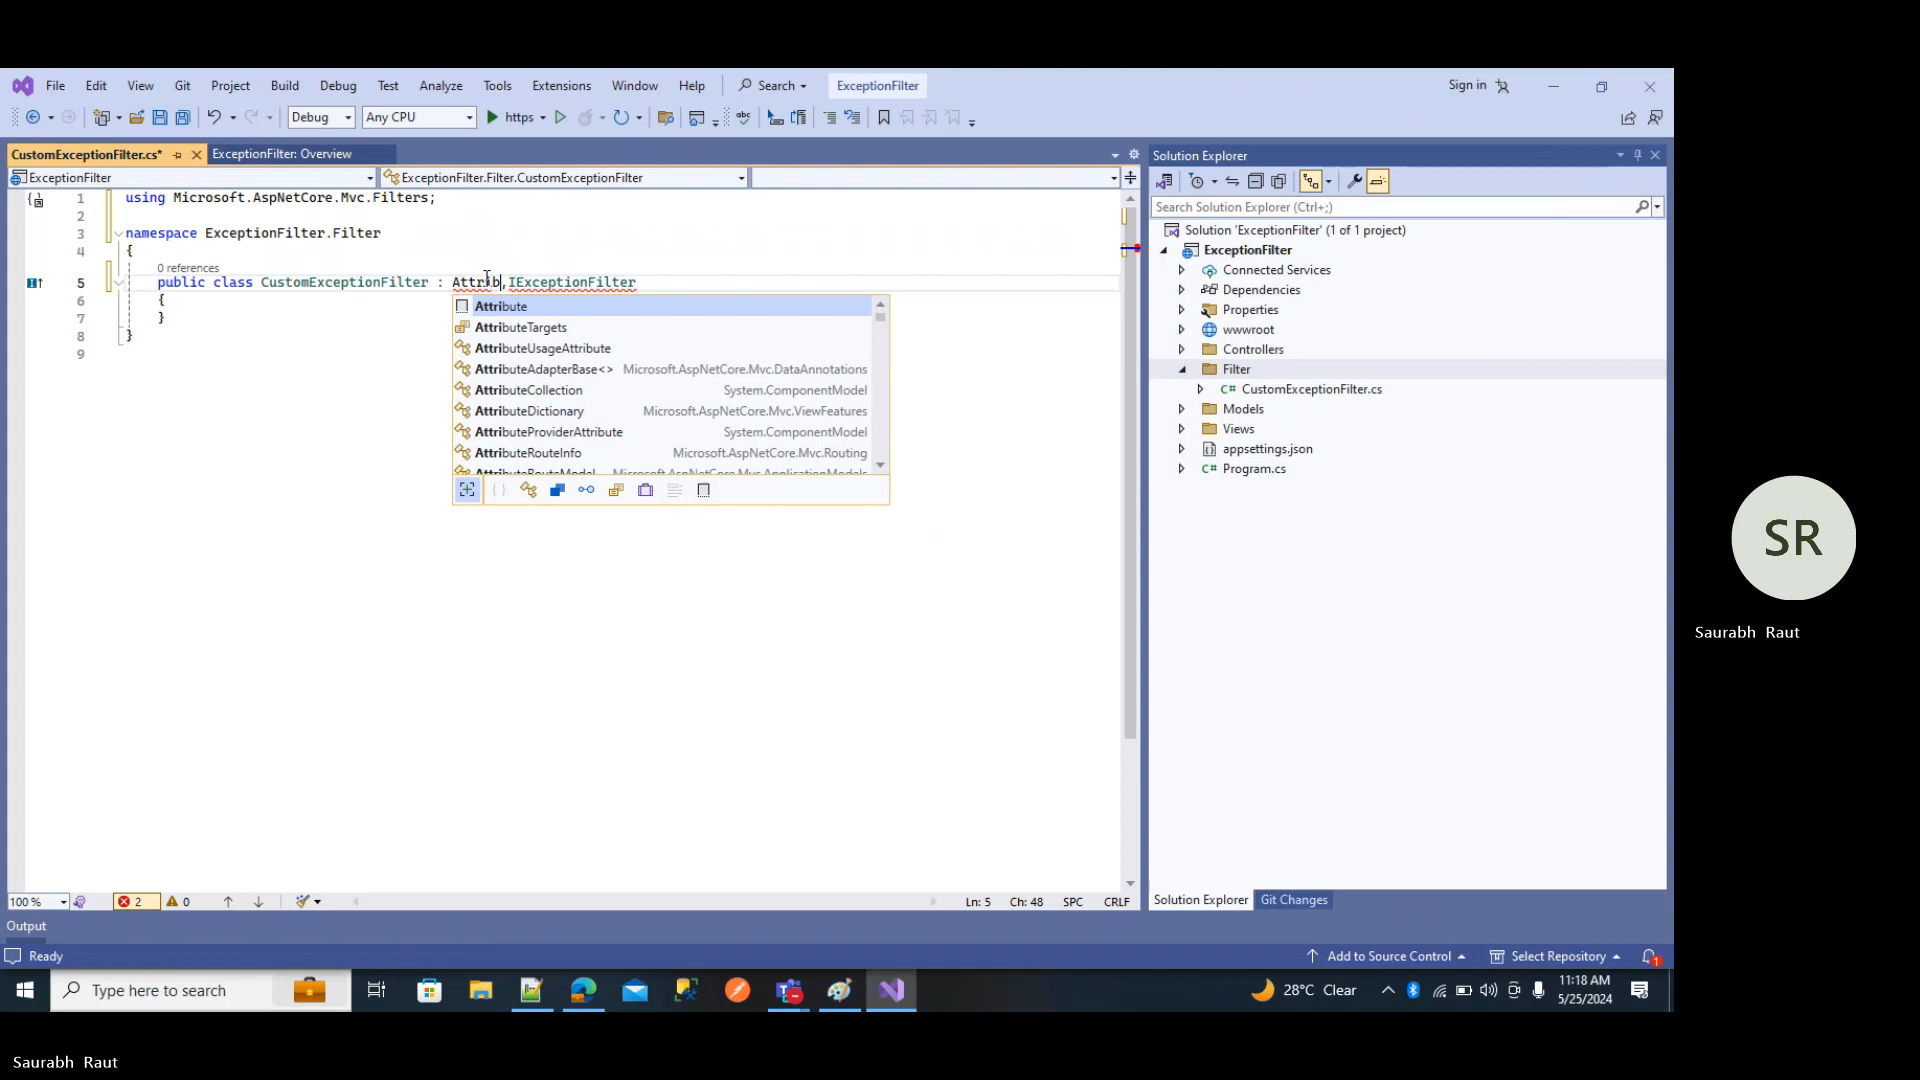 File Edit View Git Project Build Debug Test Analyze Tools Extensions Window Help Search ExceptionFilter Sign in
Debug Any CPU https
CustomExceptionFilter.cs* ExceptionFilter: Overview
ExceptionFilter ExceptionFilter.Filter.CustomExceptionFilter
1 using Microsoft.AspNetCore.Mvc.Filters;
2
3 namespace ExceptionFilter.Filter
4 {
0 references
5 public class CustomExceptionFilter : Attrib,IExceptionFilter
6 {
7 }
8 }
9
Attribute
AttributeTargets
AttributeUsageAttribute
AttributeAdapterBase<> Microsoft.AspNetCore.Mvc.DataAnnotations
AttributeCollection System.ComponentModel
AttributeDictionary Microsoft.AspNetCore.Mvc.ViewFeatures
AttributeProviderAttribute System.ComponentModel
AttributeRouteInfo Microsoft.AspNetCore.Mvc.Routing
AttributeRouteModel Microsoft.AspNetCore.Mvc.ApplicationModels
100 % 2 0 Ln: 5 Ch: 48 SPC CRLF
Solution Explorer
Search Solution Explorer (Ctrl+;)
Solution 'ExceptionFilter' (1 of 1 project)
ExceptionFilter
Connected Services
Dependencies
Properties
wwwroot
Controllers
Filter
C# CustomExceptionFilter.cs
Models
Views
appsettings.json
C# Program.cs
Solution Explorer Git Changes
Output
Ready Add to Source Control Select Repository 1
Type here to search 28°C Clear 11:18 AM
5/25/2024
SR
Saurabh Raut
Saurabh Raut